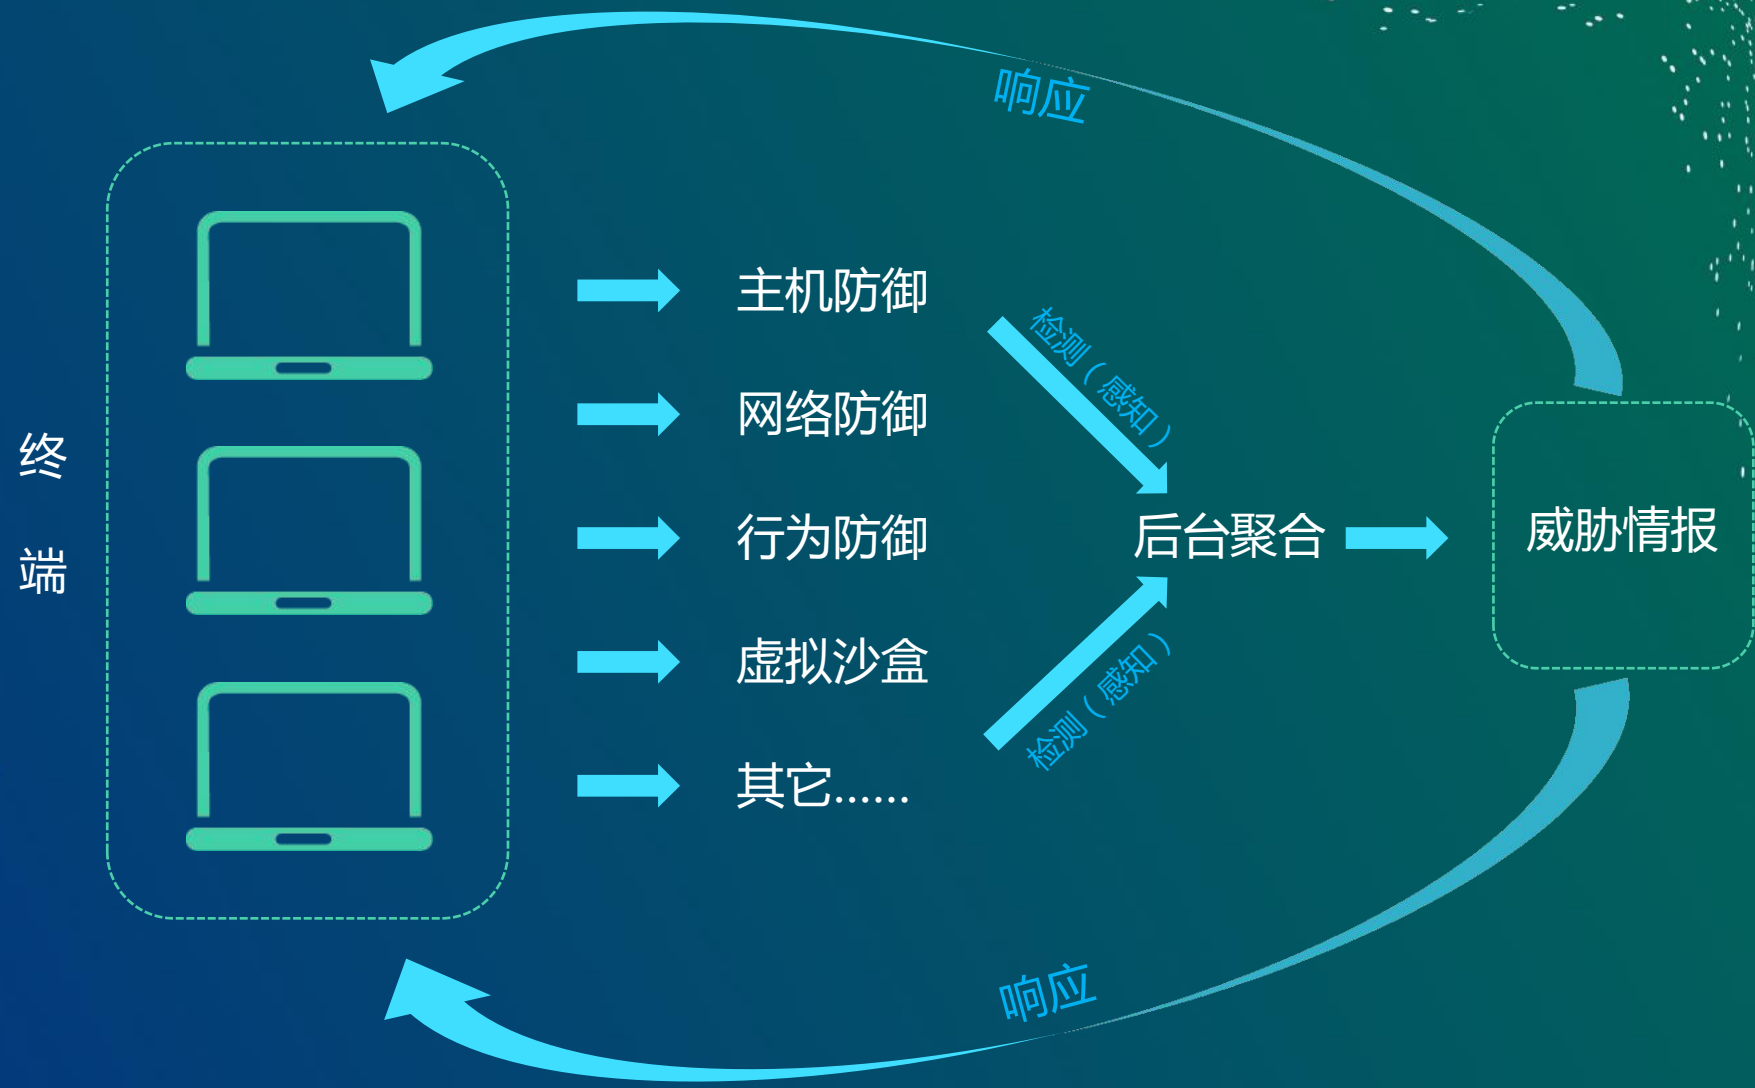 响应
终
端
主机防御
网络防御
行为防御
虚拟沙盒
其它......
检测（感知）
后台聚合
威胁情报
检测（感知）
响应